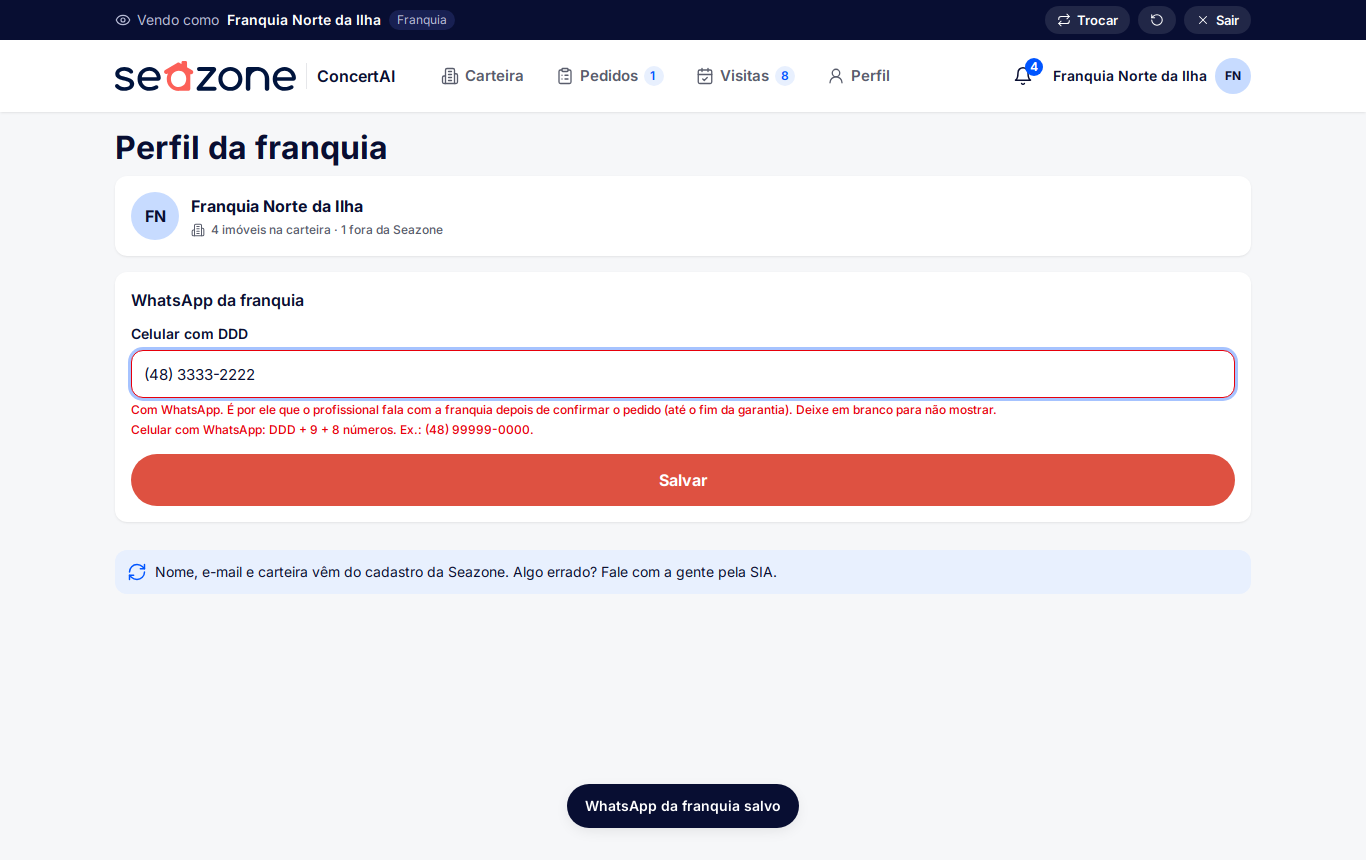 Vendo como Franquia Norte da Ilha Franquia Trocar Sair
seazone ConcertAI Carteira Pedidos 1 Visitas 8 Perfil 4 Franquia Norte da Ilha FN
Perfil da franquia
FN Franquia Norte da Ilha
4 imóveis na carteira · 1 fora da Seazone
WhatsApp da franquia
Celular com DDD
(48) 3333-2222
Com WhatsApp. É por ele que o profissional fala com a franquia depois de confirmar o pedido (até o fim da garantia). Deixe em branco para não mostrar.
Celular com WhatsApp: DDD + 9 + 8 números. Ex.: (48) 99999-0000.
Salvar
Nome, e-mail e carteira vêm do cadastro da Seazone. Algo errado? Fale com a gente pela SIA.
WhatsApp da franquia salvo